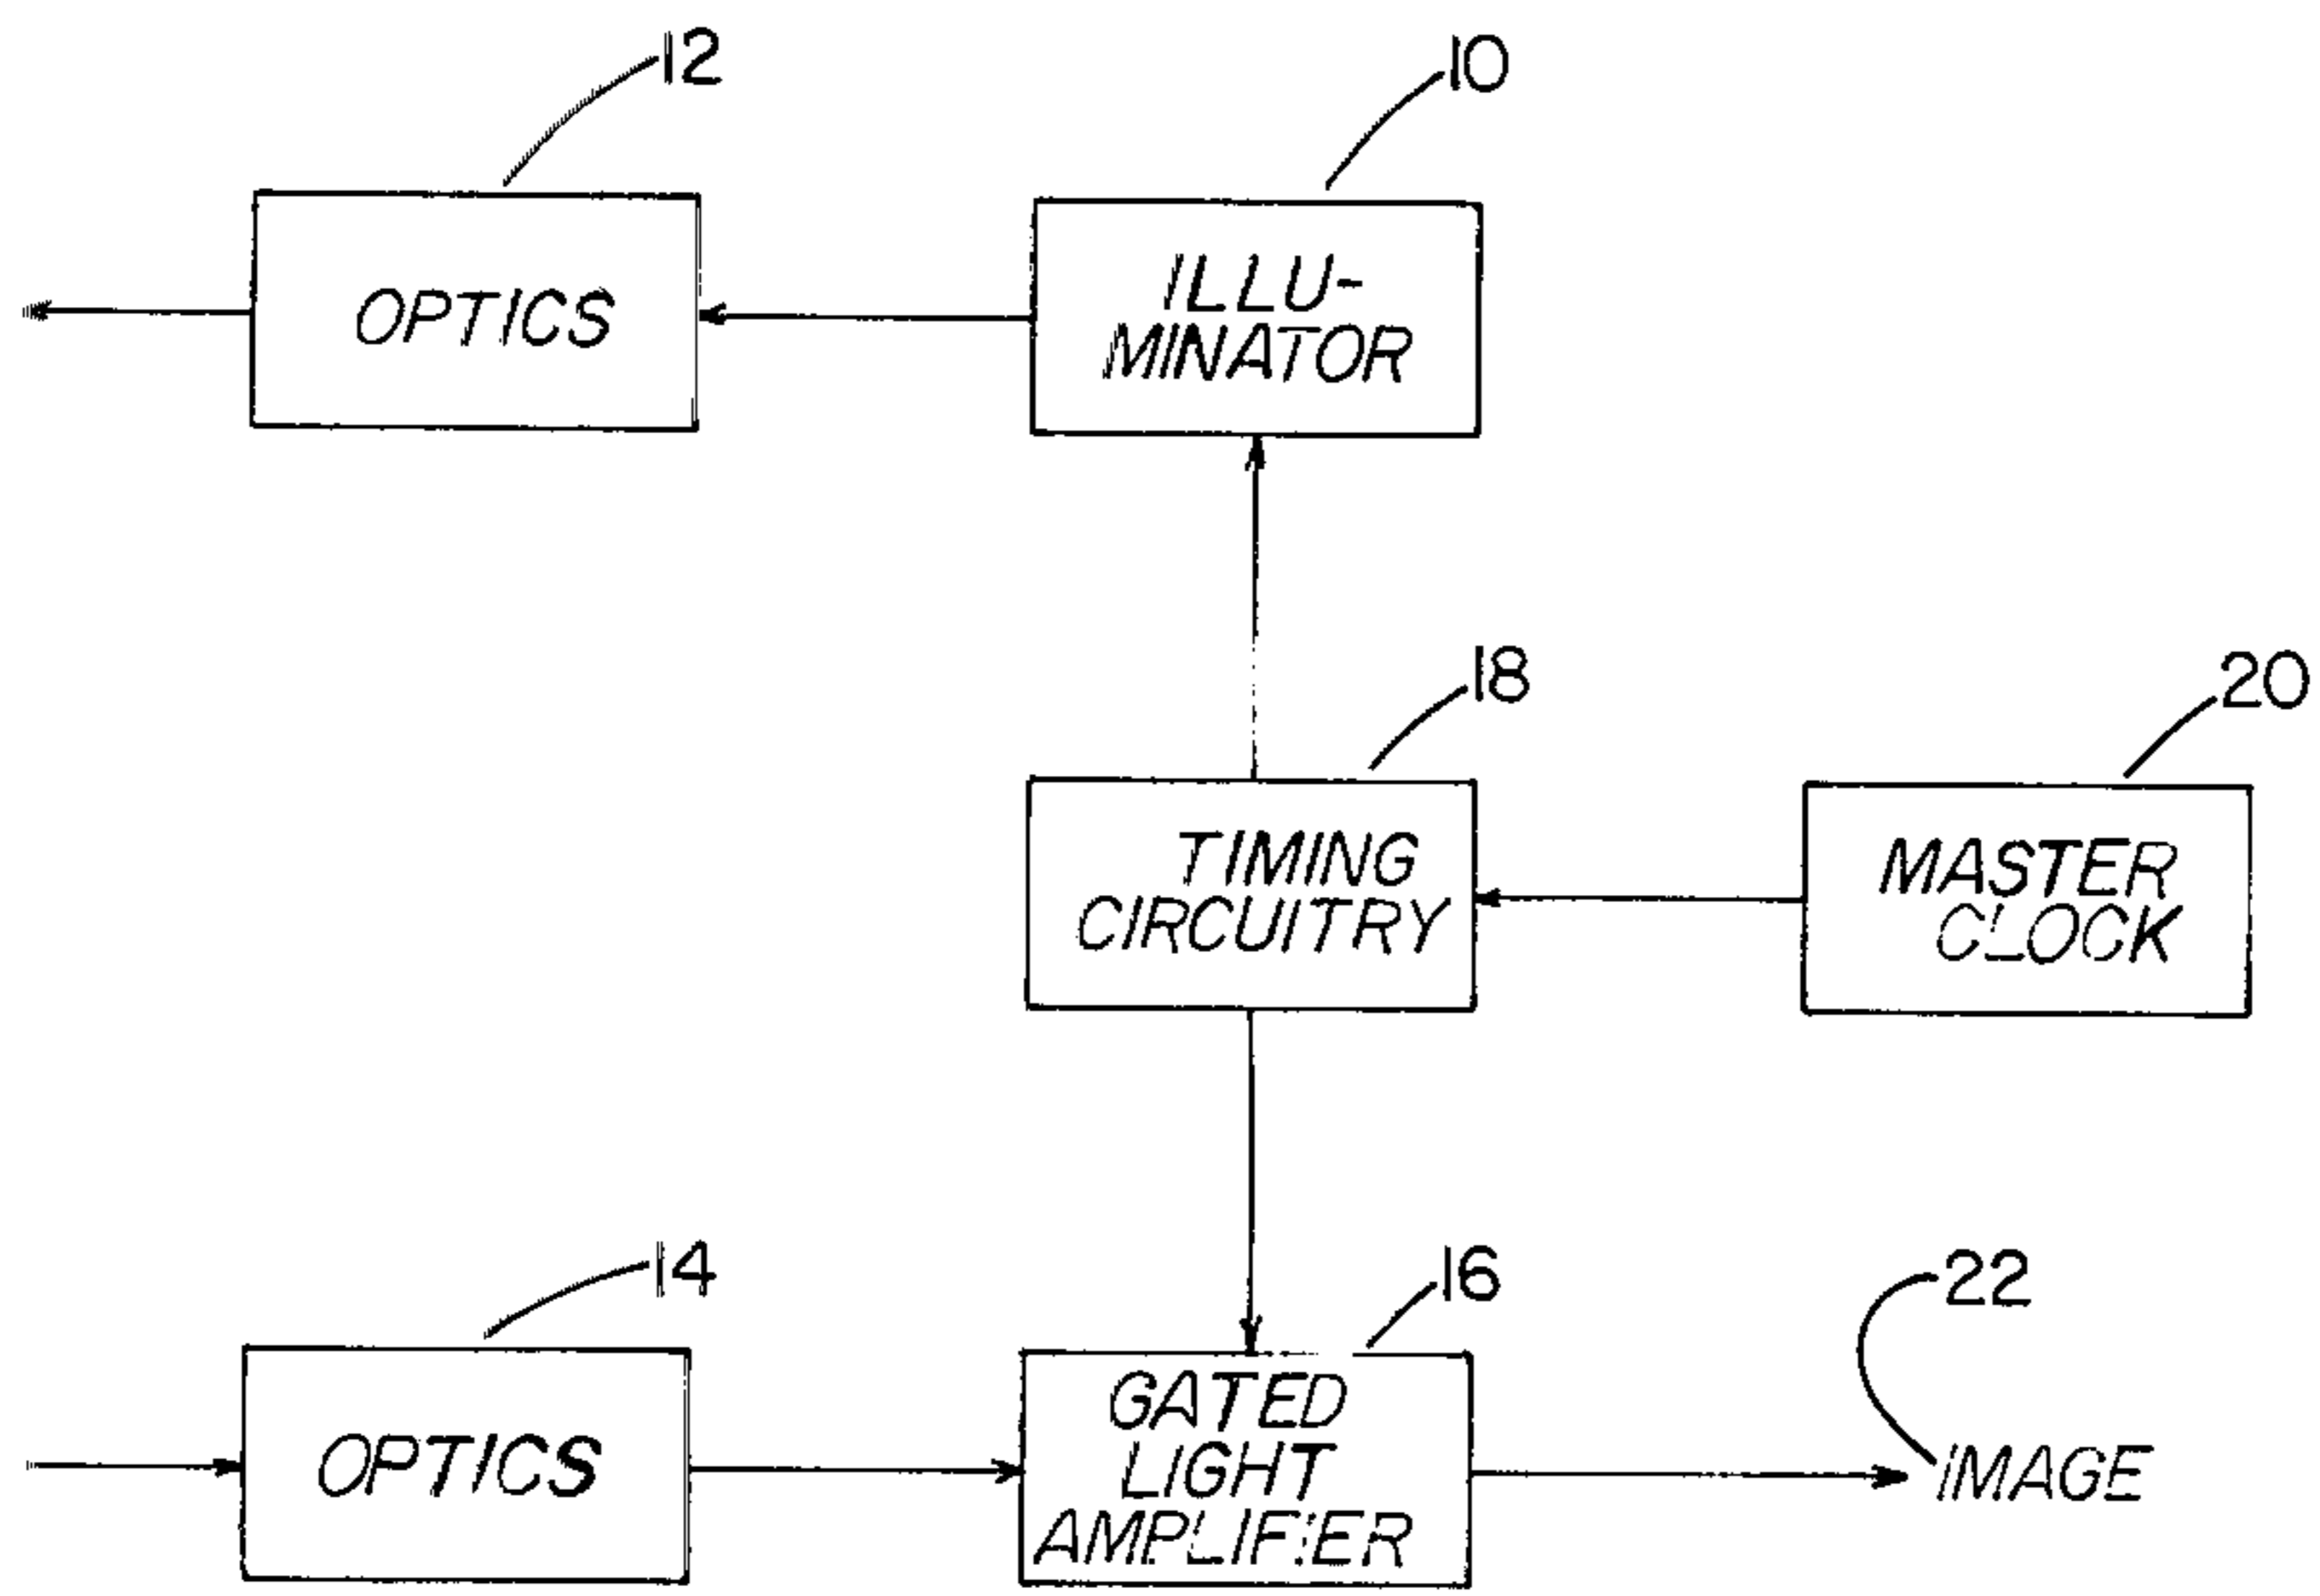 12
10
OPTICS
ILLU-
MINATOR
18
20
TIMING
CIRCUITRY
MASTER
CLOCK
14
16
22
OPTICS
GATED
LIGHT
AMPLIFIER
IMAGE